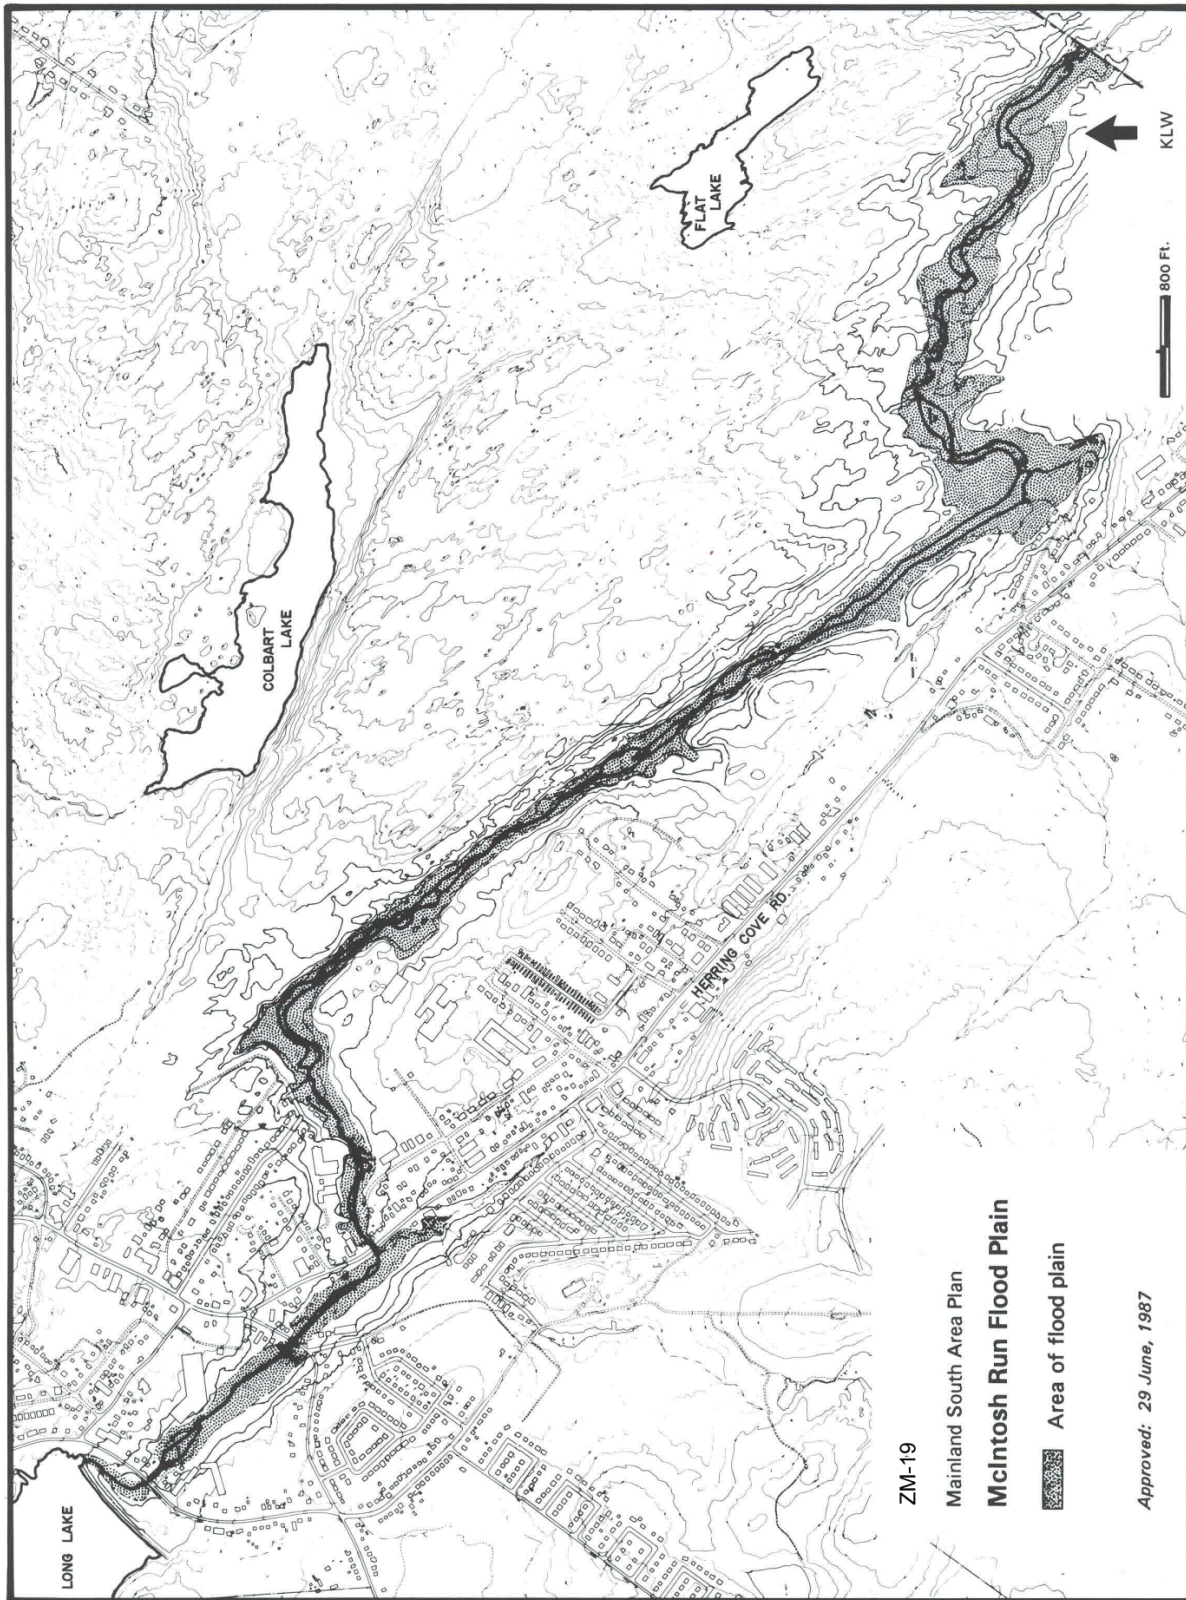 LONG LAKE
COLBART
LAKE
FLAT
LAKE
HERRING COVE RD.
ZM-19
Mainland South Area Plan
McIntosh Run Flood Plain
Area of flood plain
Approved: 29 June, 1987
800 Ft.
KLW